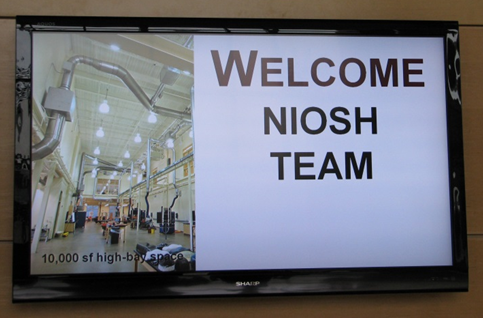 WELCOME
NIOSH
TEAM
10,000 sf high-bay space
SHARP